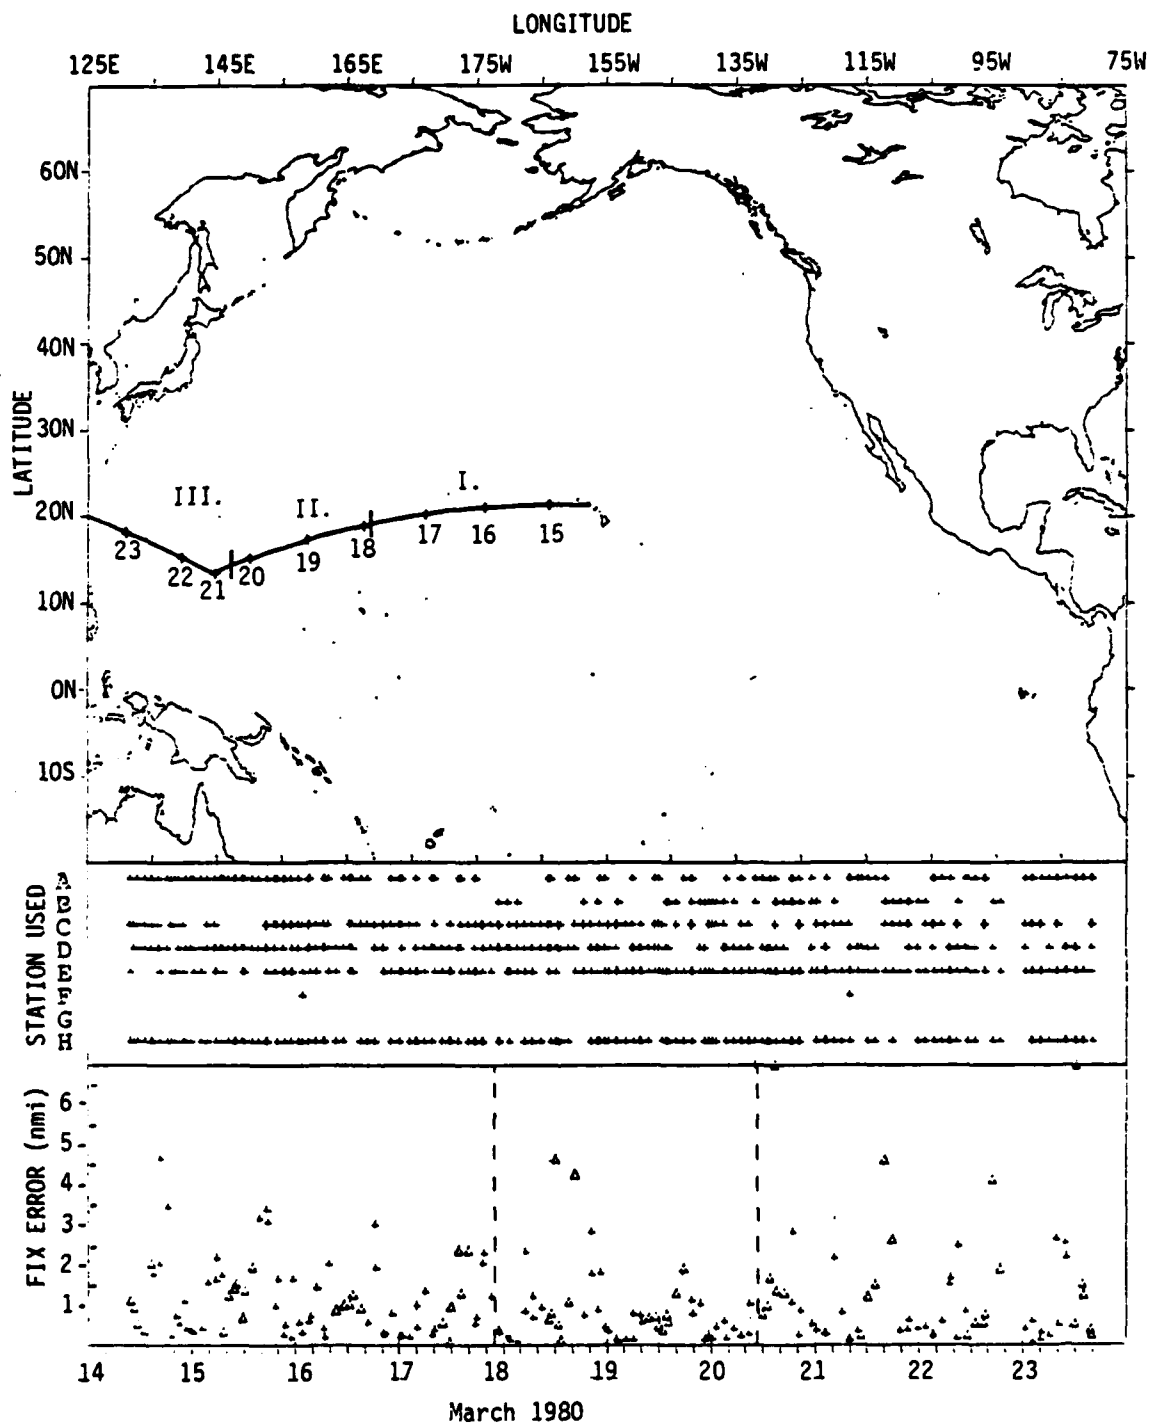 LONGITUDE
125E 145E 165E 175W 155W 135W 115W 95W 75W
LATITUDE
60N
50N
40N
30N
20N
10N
0N
10S
III. II. I.
23 22 21 20 19 18 17 16 15
STATION USED
A
B
C
D
E
F
G
H
FIX ERROR (nmi)
6
5
4
3
2
1
14 15 16 17 18 19 20 21 22 23
March 1980